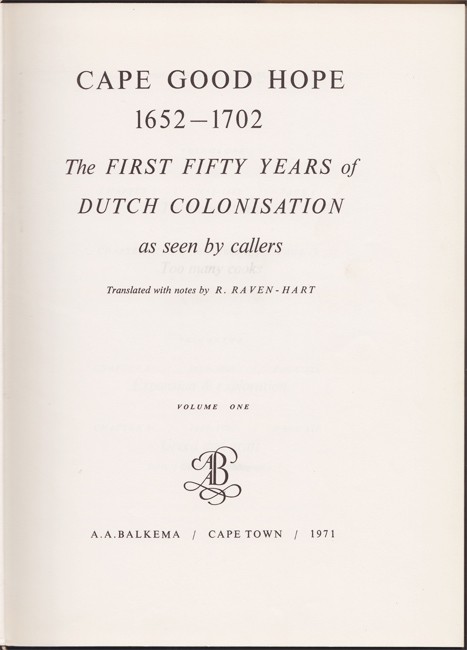 CAPE GOOD HOPE
1652–1702
The FIRST FIFTY YEARS of
DUTCH COLONISATION
as seen by callers
Translated with notes by R. RAVEN-HART
VOLUME ONE
AAB
A.A.BALKEMA / CAPE TOWN / 1971